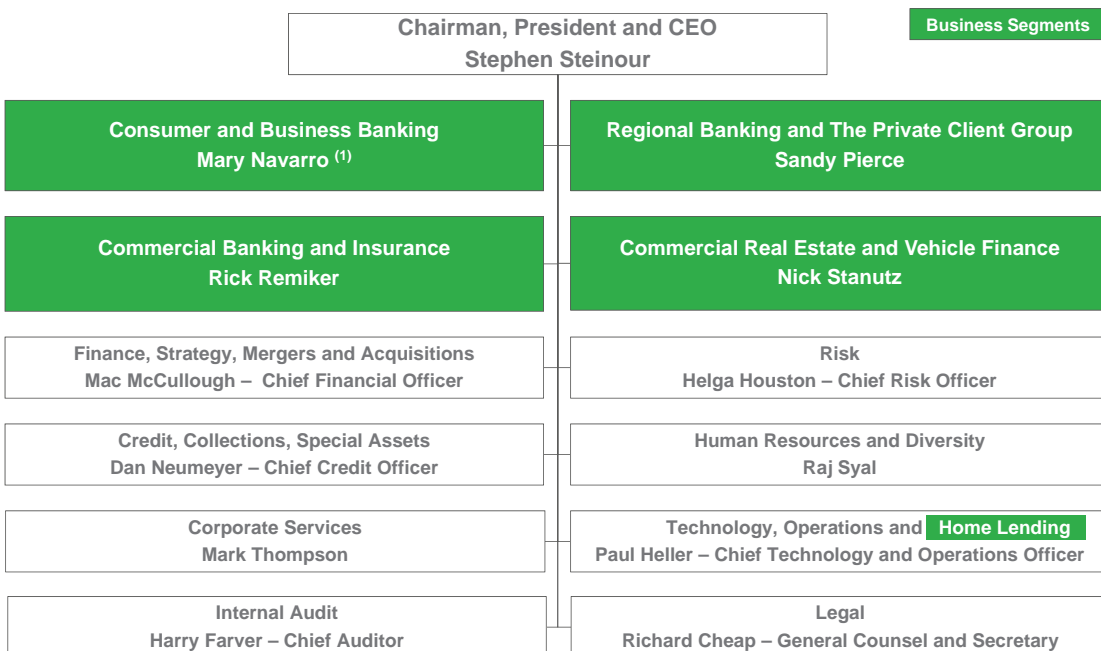 Chairman, President and CEO
Stephen Steinour
Business Segments
Consumer and Business Banking
Mary Navarro (1)
Regional Banking and The Private Client Group
Sandy Pierce
Commercial Banking and Insurance
Rick Remiker
Commercial Real Estate and Vehicle Finance
Nick Stanutz
Finance, Strategy, Mergers and Acquisitions
Mac McCullough – Chief Financial Officer
Risk
Helga Houston – Chief Risk Officer
Credit, Collections, Special Assets
Dan Neumeyer – Chief Credit Officer
Human Resources and Diversity
Raj Syal
Corporate Services
Mark Thompson
Technology, Operations and Home Lending
Paul Heller – Chief Technology and Operations Officer
Internal Audit
Harry Farver – Chief Auditor
Legal
Richard Cheap – General Counsel and Secretary